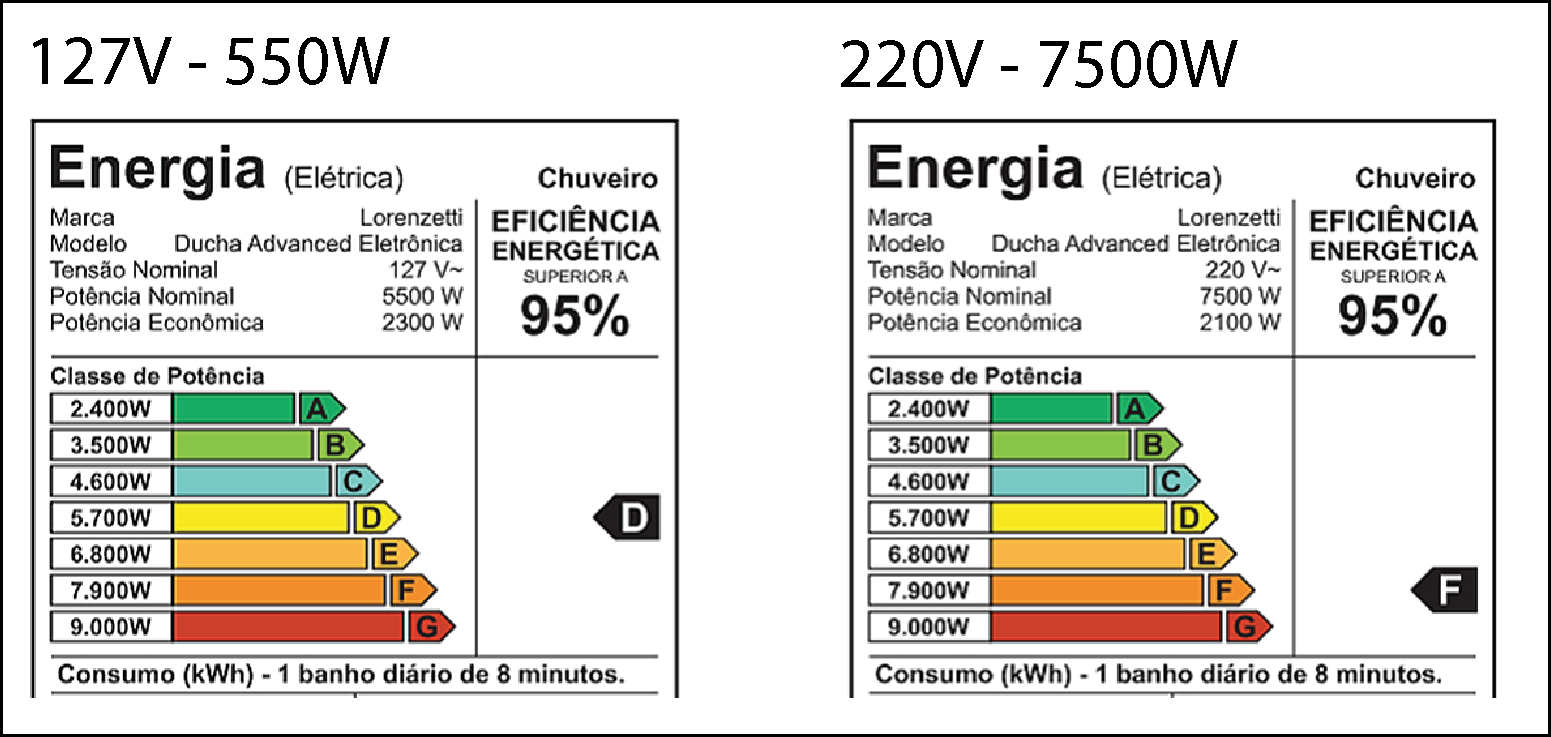 127V - 550W
Energia (Elétrica) Chuveiro
Marca Lorenzetti
Modelo Ducha Advanced Eletrônica
Tensão Nominal 127 V~
Potência Nominal 5500 W
Potência Econômica 2300 W
EFICIÊNCIA
ENERGÉTICA
SUPERIOR A
95%
Classe de Potência
2.400W A
3.500W B
4.600W C
5.700W D
6.800W E
7.900W F
9.000W G
D
Consumo (kWh) - 1 banho diário de 8 minutos.
220V - 7500W
Energia (Elétrica) Chuveiro
Marca Lorenzetti
Modelo Ducha Advanced Eletrônica
Tensão Nominal 220 V~
Potência Nominal 7500 W
Potência Econômica 2100 W
EFICIÊNCIA
ENERGÉTICA
SUPERIOR A
95%
Classe de Potência
2.400W A
3.500W B
4.600W C
5.700W D
6.800W E
7.900W F
9.000W G
F
Consumo (kWh) - 1 banho diário de 8 minutos.